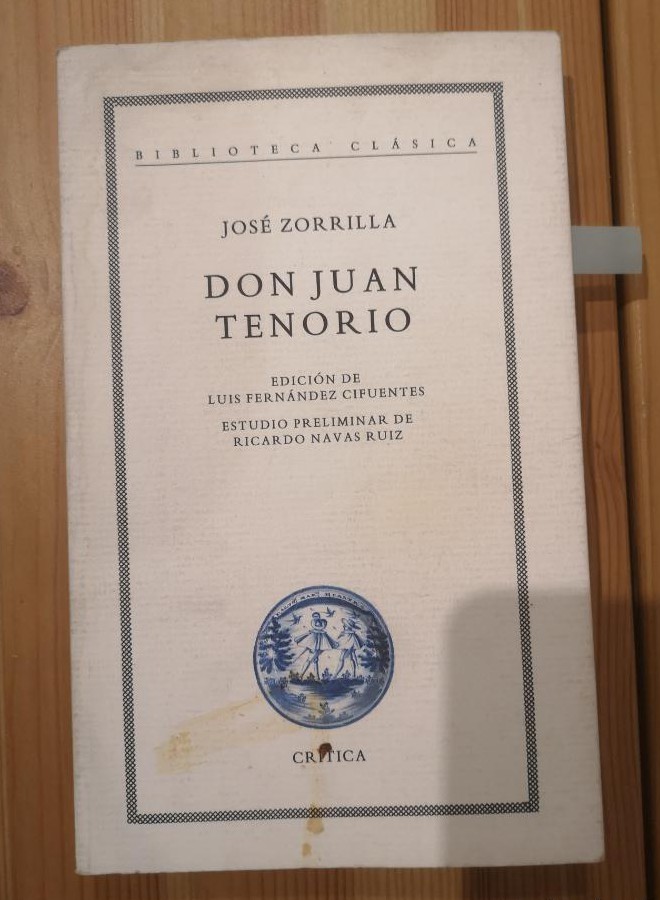 BIBLIOTECA CLÁSICA
JOSÉ ZORRILLA
DON JUAN
TENORIO
EDICIÓN DE
LUIS FERNÁNDEZ CIFUENTES
ESTUDIO PRELIMINAR DE
RICARDO NAVAS RUIZ
CRÍTICA